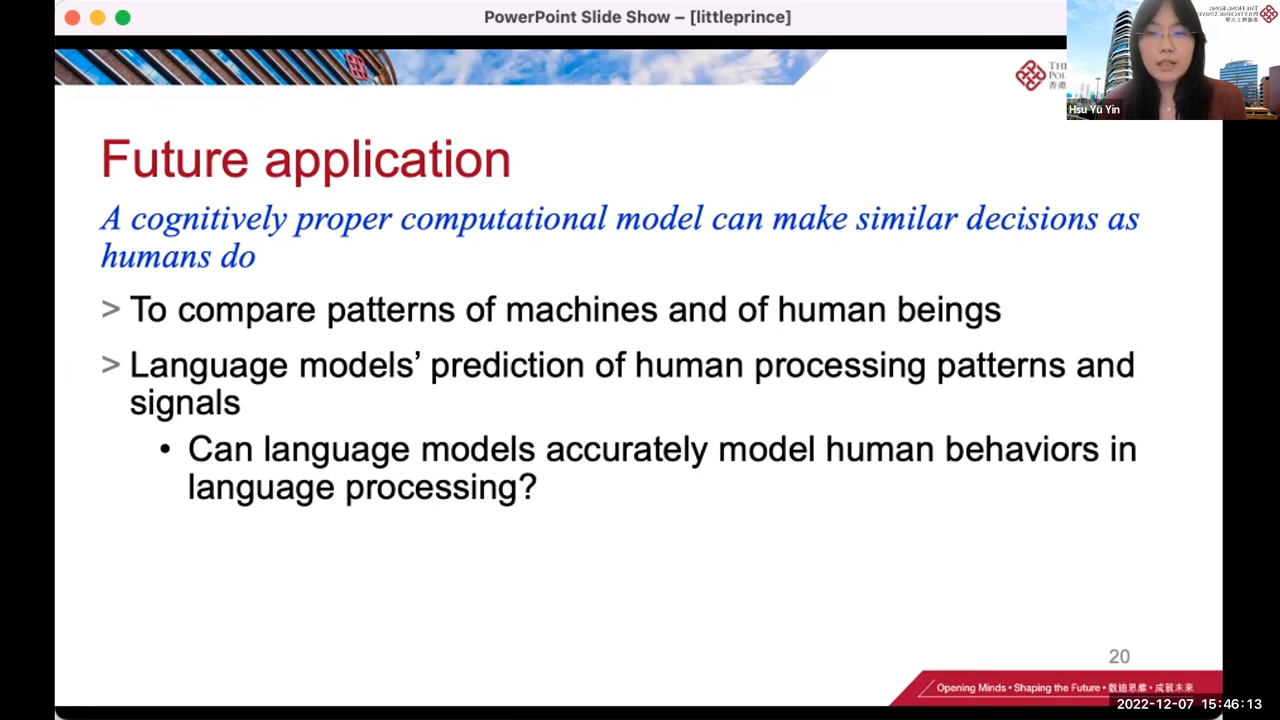 PowerPoint Slide Show – [littleprince]
Hsu Yu Yin
Future application
A cognitively proper computational model can make similar decisions as
humans do
> To compare patterns of machines and of human beings
> Language models’ prediction of human processing patterns and
signals
• Can language models accurately model human behaviors in
language processing?
20
Opening Minds • Shaping the Future • 啟迪思維 • 成就未來
2022-12-07 15:46:13